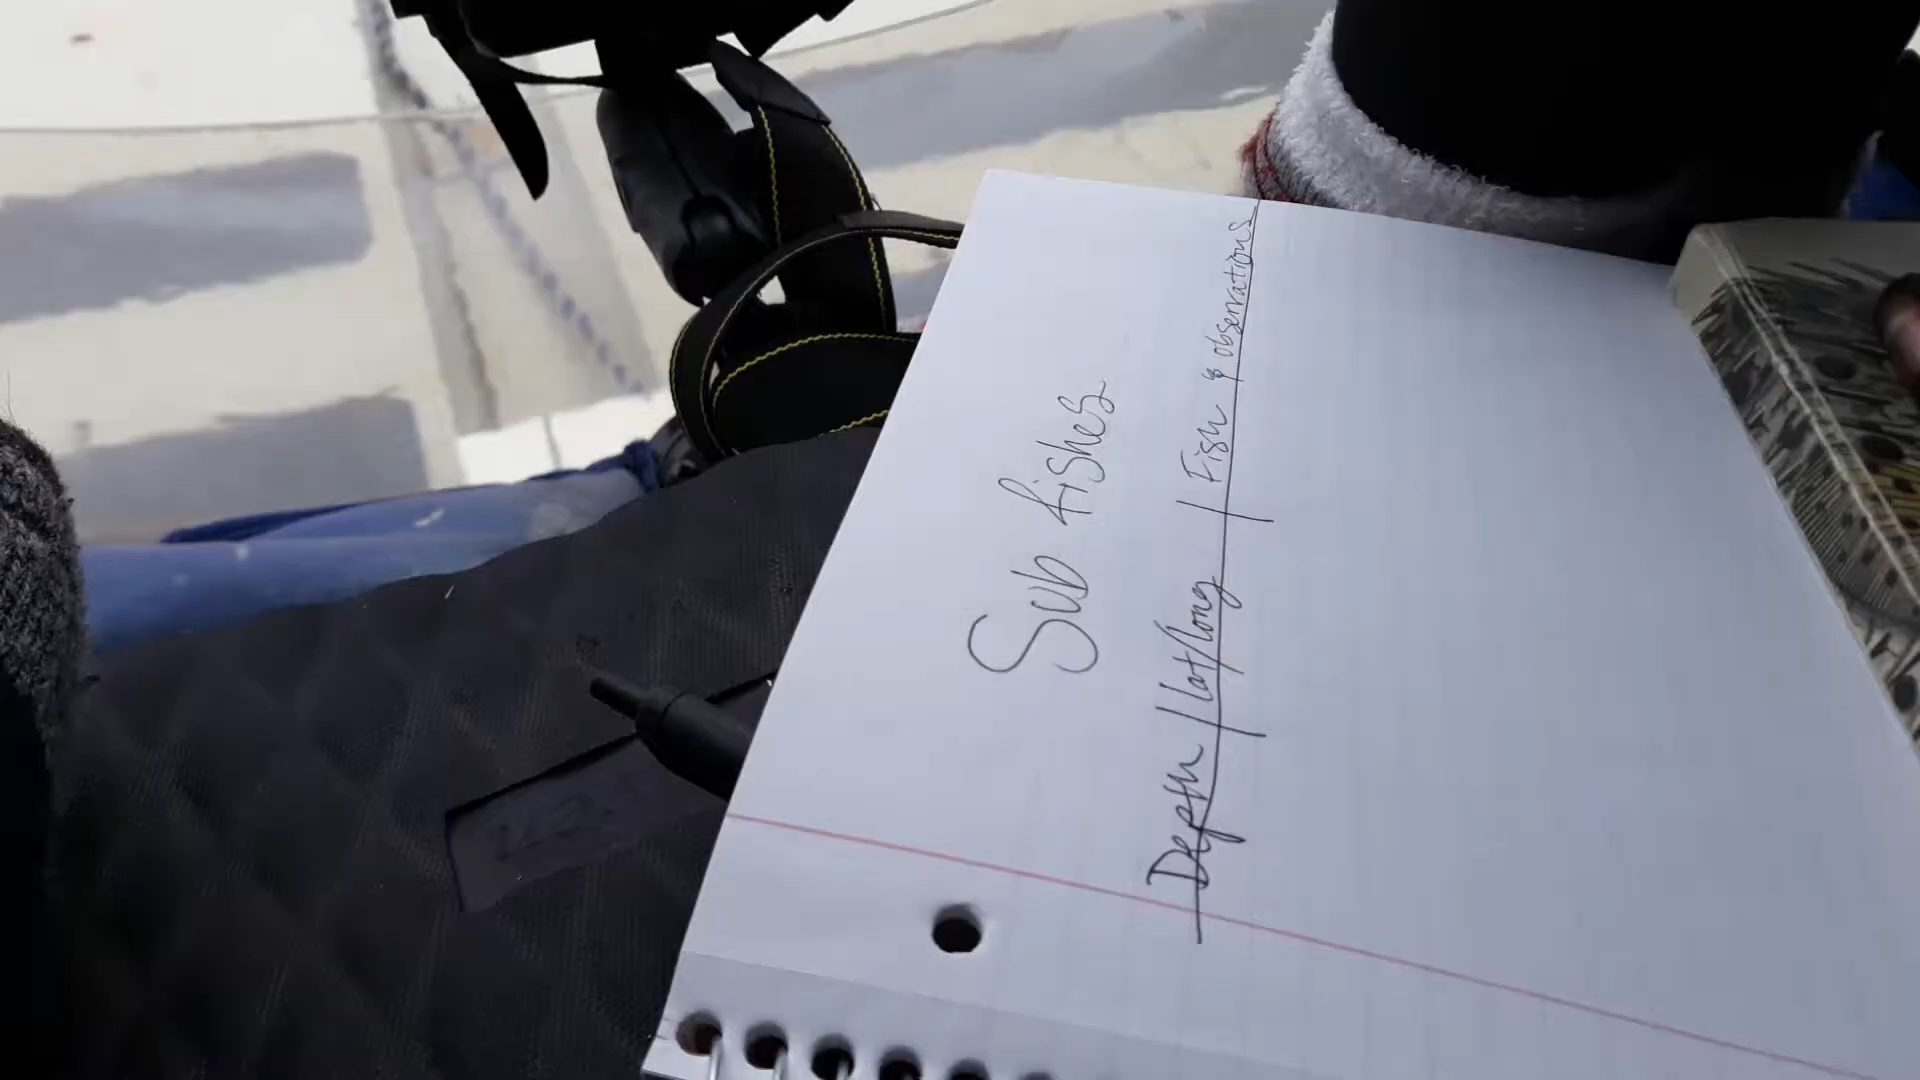 Sub fishes
Depth | lat/long | Fish & observations